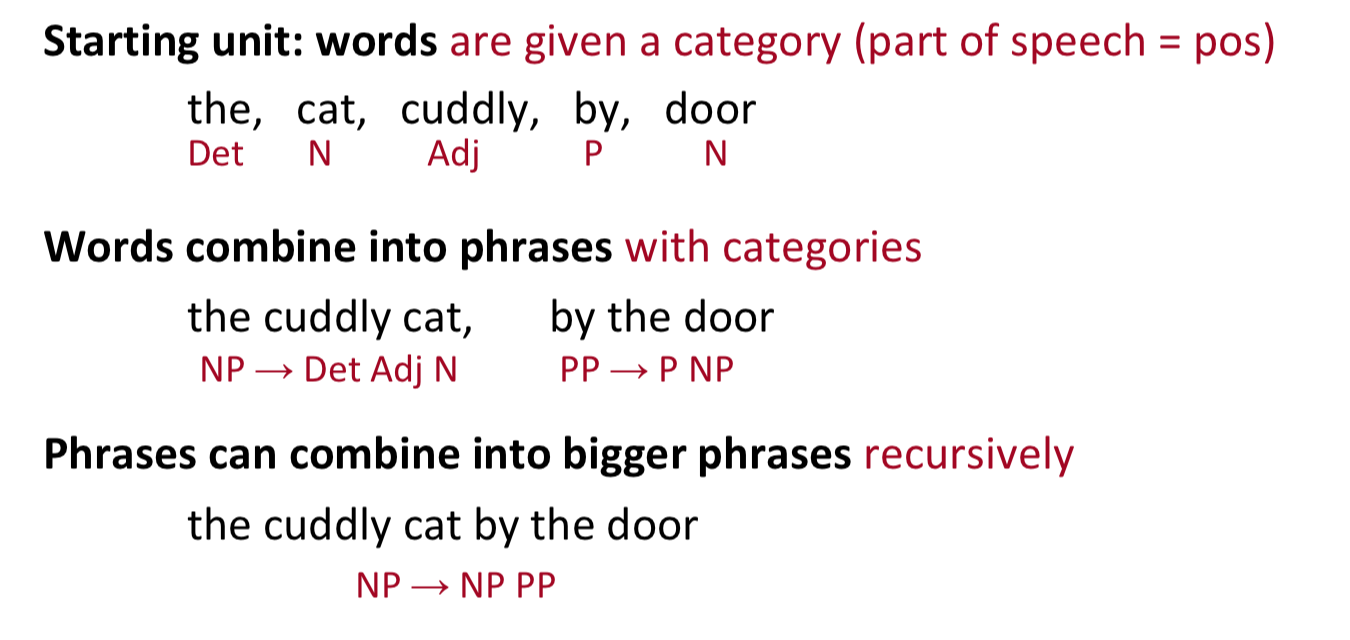 Starting unit: words are given a category (part of speech = pos)
the, cat, cuddly, by, door
Det N Adj P N
Words combine into phrases with categories
the cuddly cat, by the door
NP → Det Adj N PP → P NP
Phrases can combine into bigger phrases recursively
the cuddly cat by the door
NP → NP PP